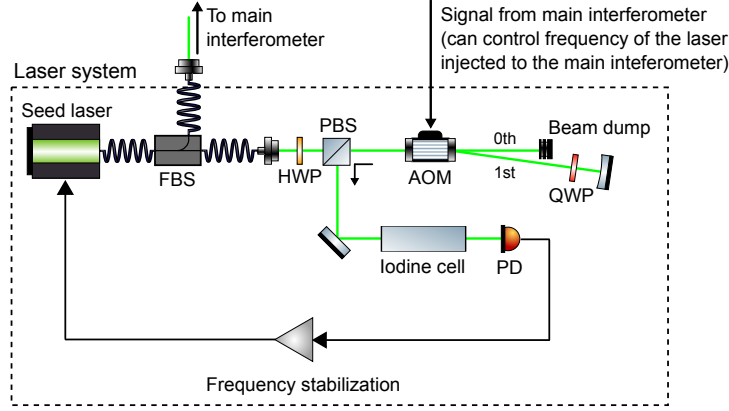 To main
interferometer
Signal from main interferometer
(can control frequency of the laser
injected to the main inteferometer)
Laser system
Seed laser
FBS
HWP
PBS
AOM
0th
1st
Beam dump
QWP
Iodine cell
PD
Frequency stabilization